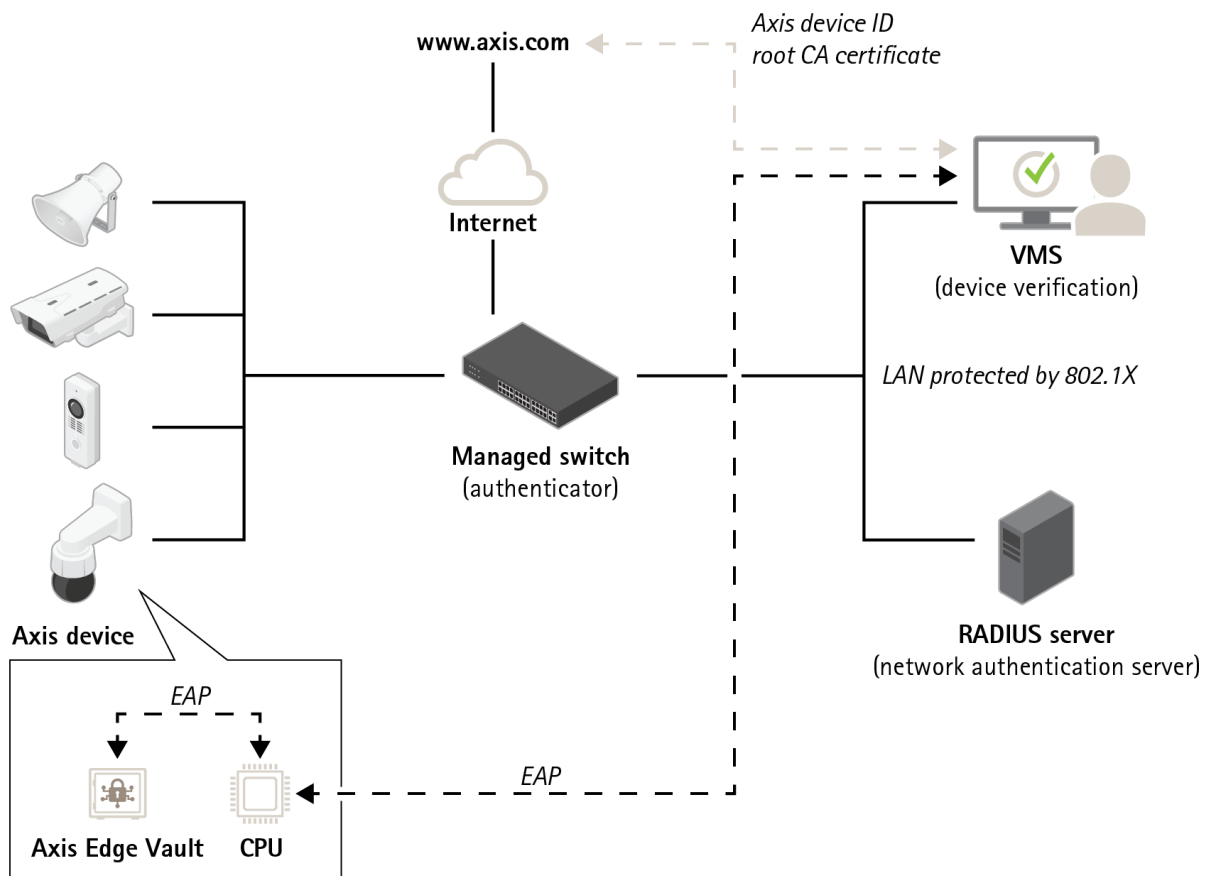 www.axis.com
Axis device ID
root CA certificate
Internet
VMS
(device verification)
LAN protected by 802.1X
Managed switch
(authenticator)
Axis device
RADIUS server
(network authentication server)
EAP
EAP
Axis Edge Vault
CPU